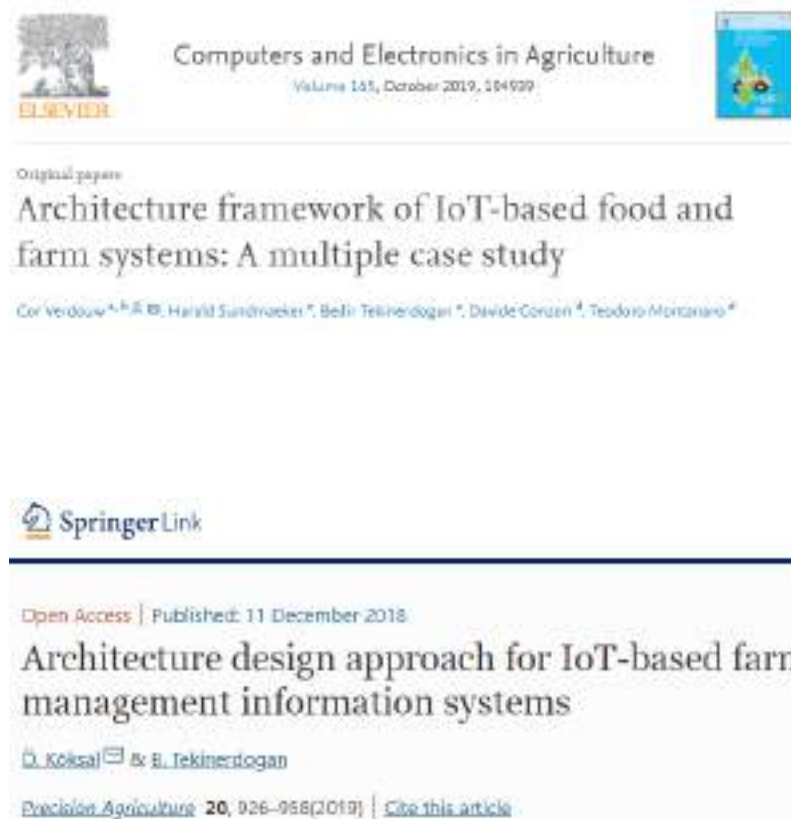 ELSEVIER
Computers and Electronics in Agriculture
Volume 165, October 2019, 104939
Original papers
Architecture framework of IoT-based food and
farm systems: A multiple case study
Cor Verdouw a, b, Harald Sundmaeker c, Bedir Tekinerdogan a, Davide Conzon d, Teodoro Montanaro d
Springer Link
Open Access | Published: 11 December 2018
Architecture design approach for IoT-based farm
management information systems
Ö. Köksal & B. Tekinerdogan
Precision Agriculture 20, 926–958(2019) | Cite this article